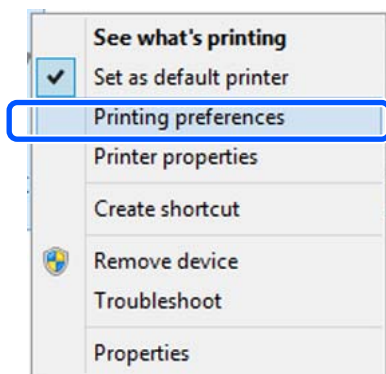 See what's printing
Set as default printer
Printing preferences
Printer properties
Create shortcut
Remove device
Troubleshoot
Properties